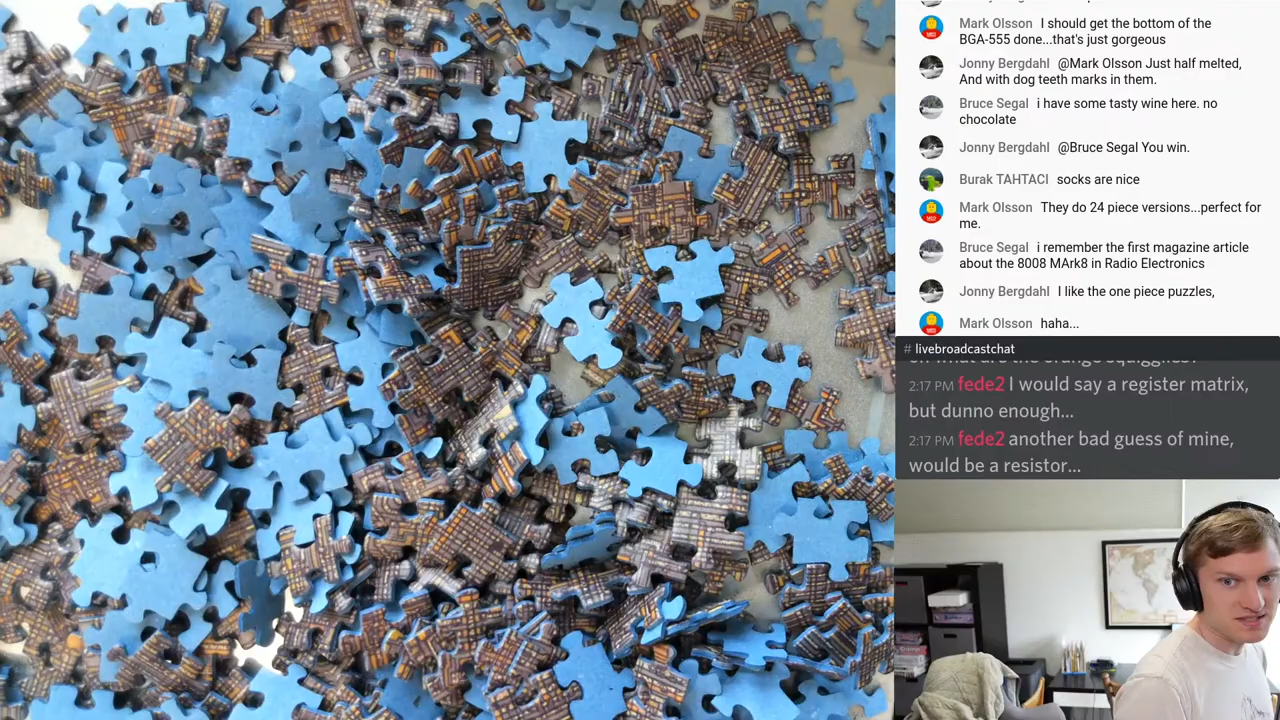 Mark Olsson I should get the bottom of the
BGA-555 done...that's just gorgeous
Jonny Bergdahl @Mark Olsson Just half melted,
And with dog teeth marks in them.
Bruce Segal i have some tasty wine here. no
chocolate
Jonny Bergdahl @Bruce Segal You win.
Burak TAHTACI socks are nice
Mark Olsson They do 24 piece versions...perfect for
me.
Bruce Segal i remember the first magazine article
about the 8008 MArk8 in Radio Electronics
Jonny Bergdahl I like the one piece puzzles,
Mark Olsson haha...
# livebroadcastchat
2:17 PM fede2 I would say a register matrix,
but dunno enough...
2:17 PM fede2 another bad guess of mine,
would be a resistor...